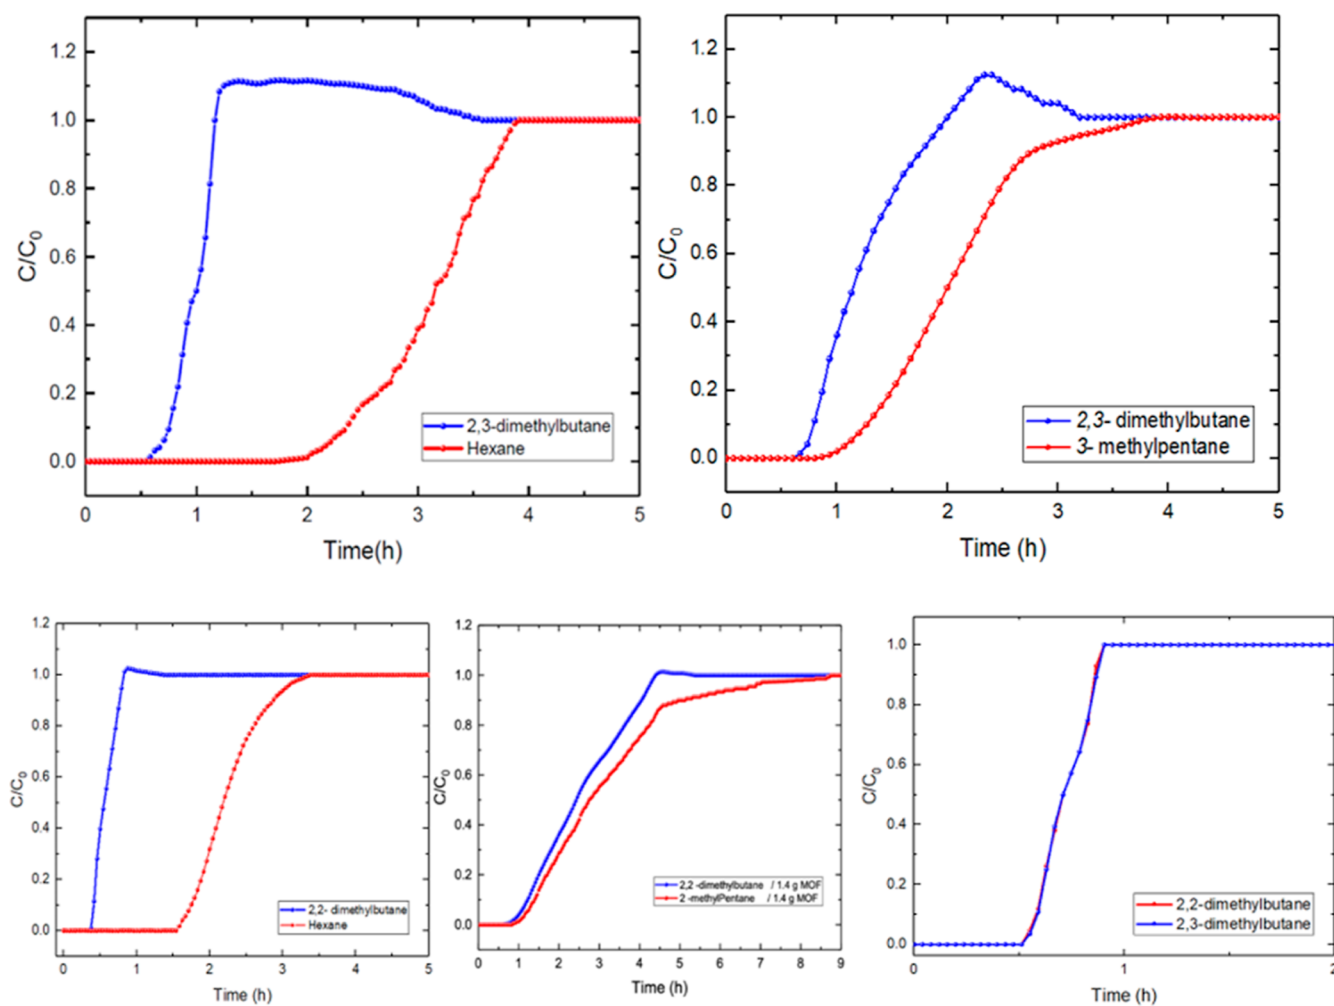 1.2
1.0
0.8
0.6
0.4
0.2
0.0
C/C0
0 1 2 3 4 5
Time(h)
2,3-dimethylbutane
Hexane
1.2
1.0
0.8
0.6
0.4
0.2
0.0
C/C0
0 1 2 3 4 5
Time (h)
2,3- dimethylbutane
3- methylpentane
1.2
1.0
0.8
0.6
0.4
0.2
0.0
C/C0
0 1 2 3 4 5
Time (h)
2,2- dimethylbutane
Hexane
1.2
1.0
0.8
0.6
0.4
0.2
0.0
C/C0
0 1 2 3 4 5 6 7 8 9
Time (h)
2,2 -dimethylbutane / 1.4 g MOF
2 -methylPentane / 1.4 g MOF
1.0
0.8
0.6
0.4
0.2
0.0
C/C0
0 1 2
Time (h)
2,2-dimethylbutane
2,3-dimethylbutane